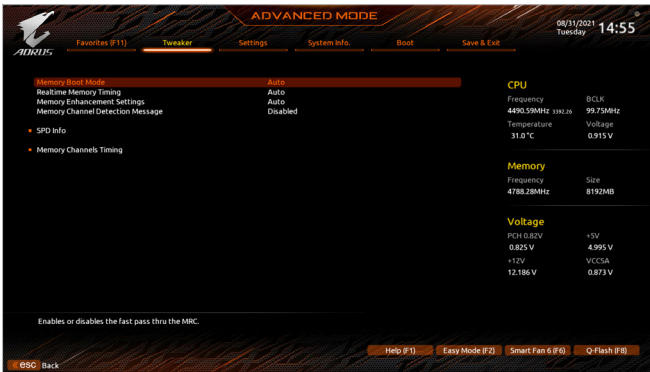 ADVANCED MODE
08/31/2021 Tuesday 14:55
AORUS
Favorites (F11) Tweaker Settings System Info. Boot Save & Exit
Memory Boot Mode Auto
Realtime Memory Timing Auto
Memory Enhancement Settings Auto
Memory Channel Detection Message Disabled
SPD Info
Memory Channels Timing
CPU
Frequency BCLK
4490.59MHz 3392.26 99.75MHz
Temperature Voltage
31.0 °C 0.915 V
Memory
Frequency Size
4788.28MHz 8192MB
Voltage
PCH 0.82V +5V
0.825 V 4.995 V
+12V VCCSA
12.186 V 0.873 V
Enables or disables the fast pass thru the MRC.
Help (F1) Easy Mode (F2) Smart Fan 6 (F6) Q-Flash (F8)
esc Back